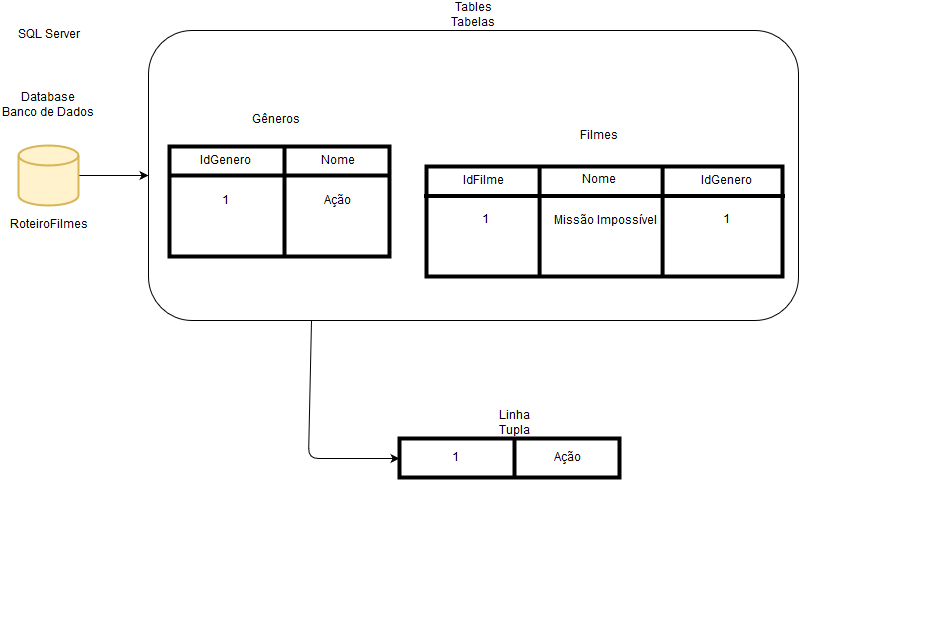 Tables
Tabelas
SQL Server
Database
Banco de Dados
RoteiroFilmes
Gêneros
IdGenero Nome
1 Ação
Filmes
IdFilme Nome IdGenero
1 Missão Impossível 1
Linha
Tupla
1 Ação